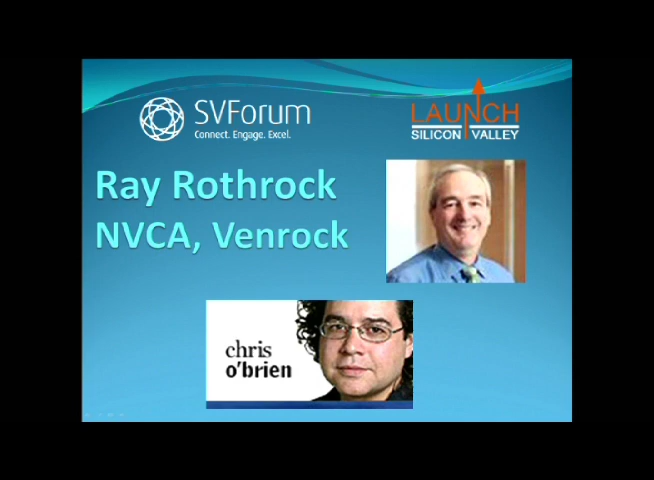 SVForum
Connect. Engage. Excel.
LAUNCH
SILICON VALLEY
Ray Rothrock
NVCA, Venrock
chris
o'brien